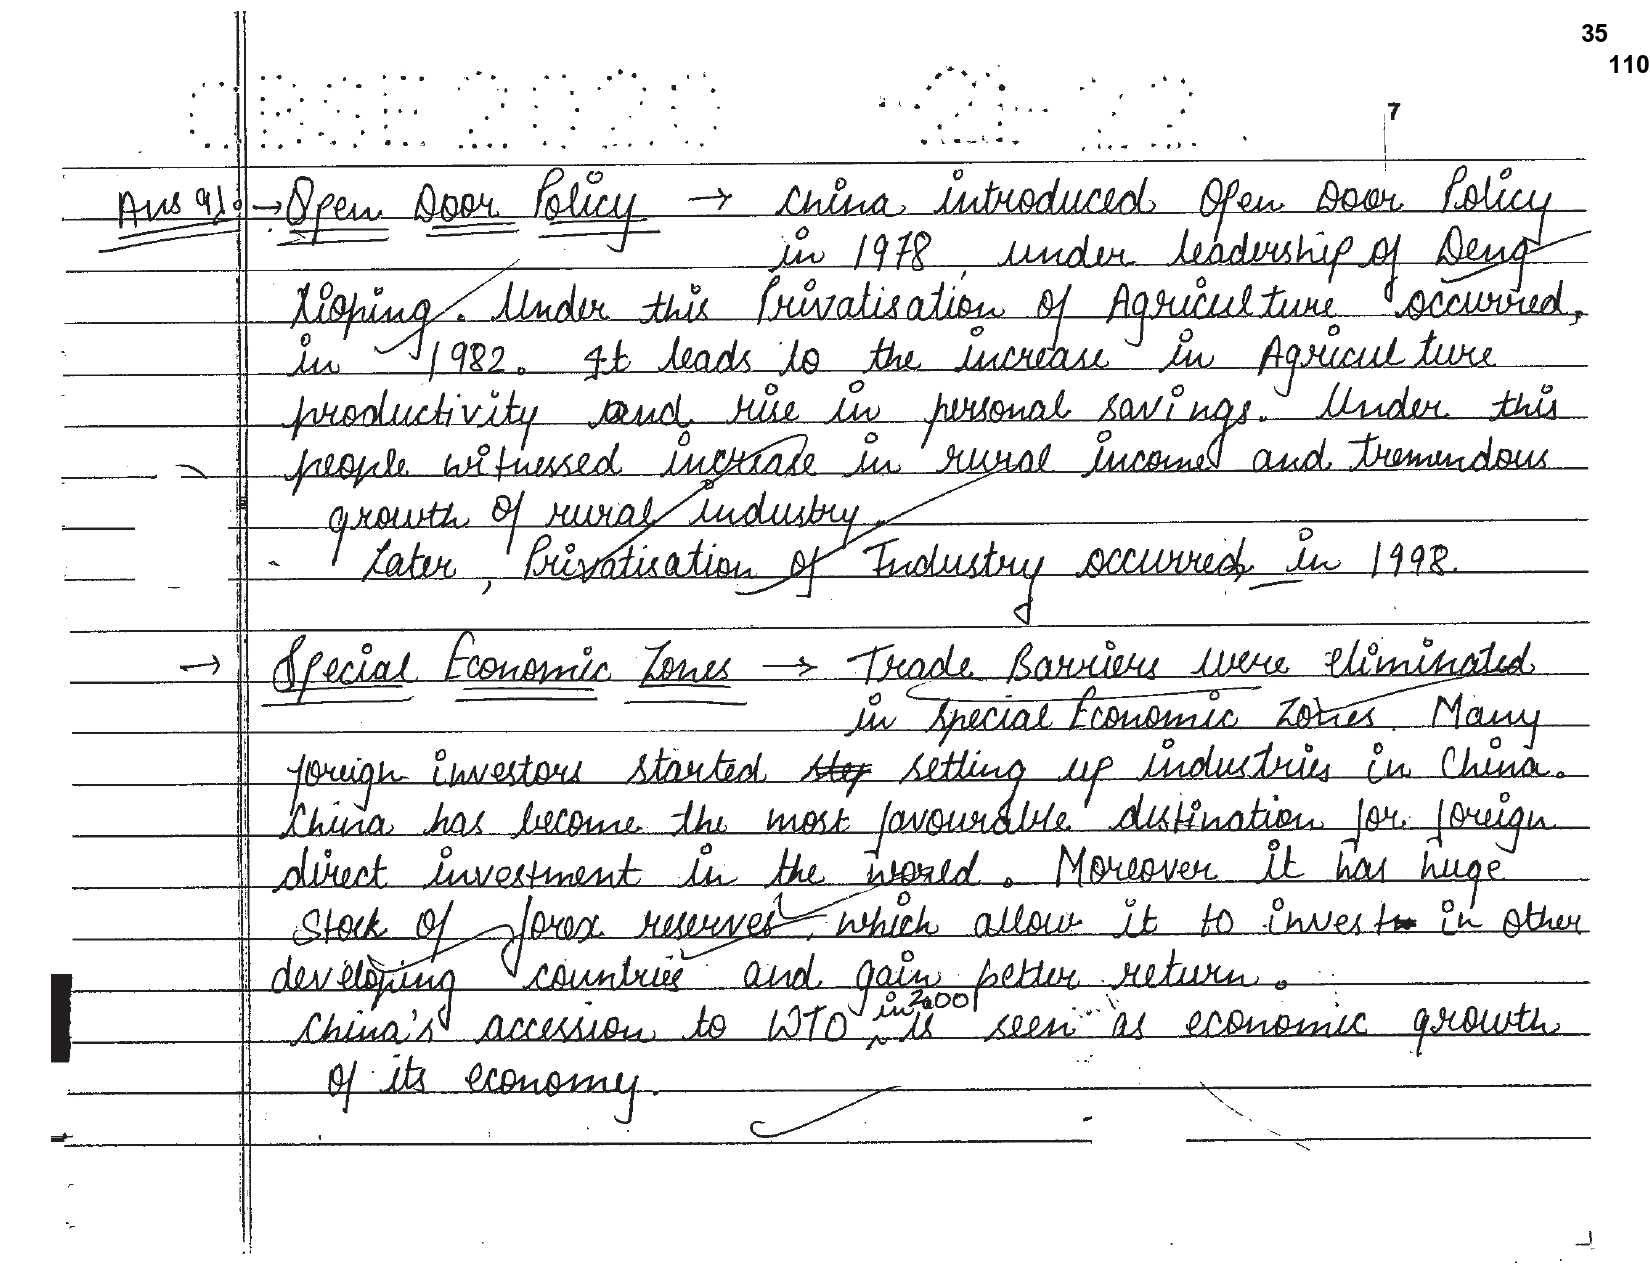 35
110
CBSE 2020
7
Ans 9) → Open Door Policy → China introduced Open Door Policy
in 1978, under leadership of Deng
Xioping. Under this Privatisation of Agriculture occurred,
in 1982. It leads to the increase in Agriculture
productivity and rise in personal savings. Under this
people witnessed increase in rural income and tremendous
growth of rural industry.
Later, Privatisation of Industry occurred in 1998.
→ Special Economic Zones → Trade Barriers were eliminated
in Special Economic Zones. Many
foreign investors started setting up industries in China.
China has become the most favourable distination for foreign
direct investment in the world. Moreover it has huge
stock of forex reserves, which allow it to invest in other
developing countries and gain better return.
China's accession to WTO in 2001 is seen as economic growth
of its economy.